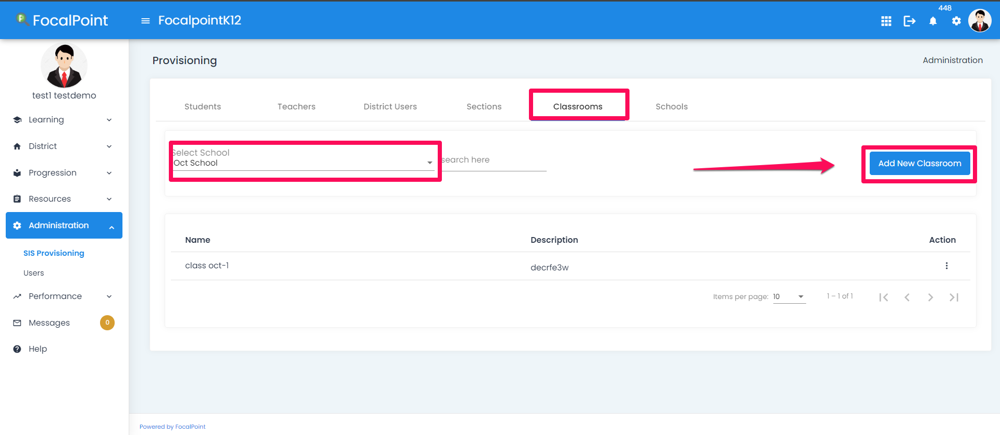 FocalPoint
FocalpointK12
448
test1 testdemo
Learning
District
Progression
Resources
Administration
SIS Provisioning
Users
Performance
Messages
0
Help
Provisioning
Administration
Students
Teachers
District Users
Sections
Classrooms
Schools
Select School
Oct School
search here
Add New Classroom
Name Description Action
class oct-1 decrfe3w
Items per page: 10 1 – 1 of 1
Powered by FocalPoint